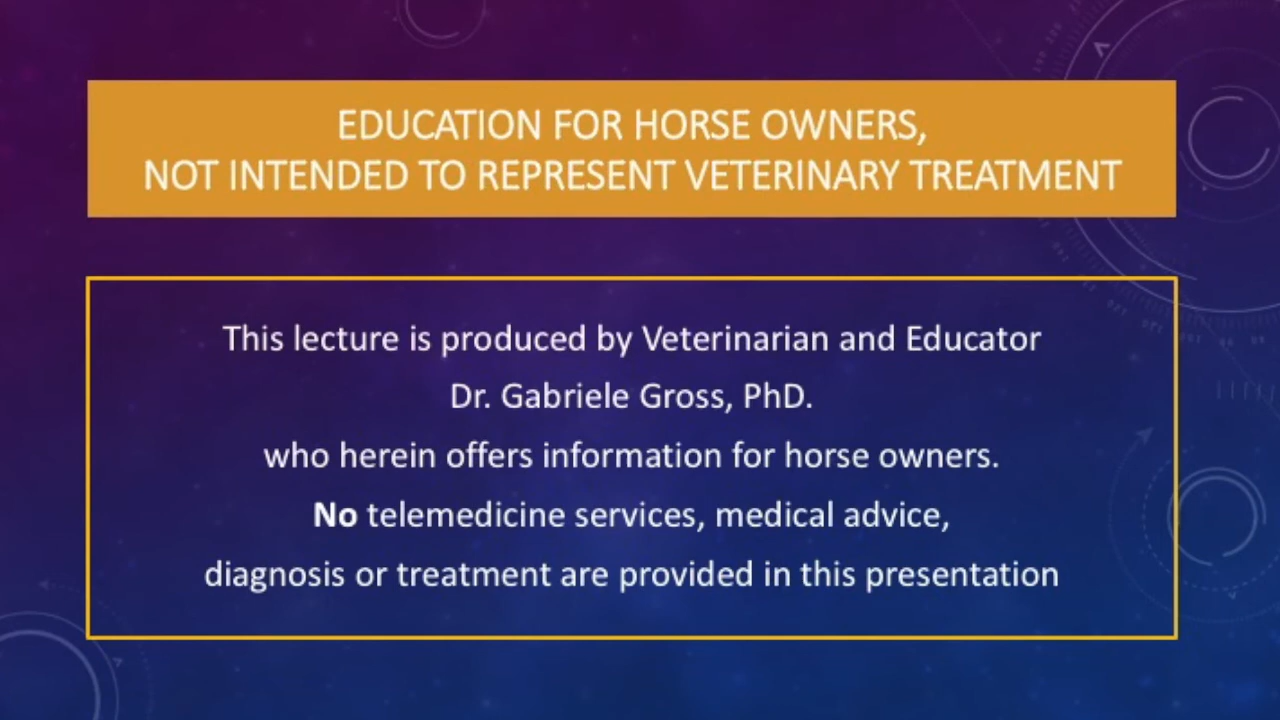 EDUCATION FOR HORSE OWNERS,
NOT INTENDED TO REPRESENT VETERINARY TREATMENT
This lecture is produced by Veterinarian and Educator
Dr. Gabriele Gross, PhD.
who herein offers information for horse owners.
No telemedicine services, medical advice,
diagnosis or treatment are provided in this presentation